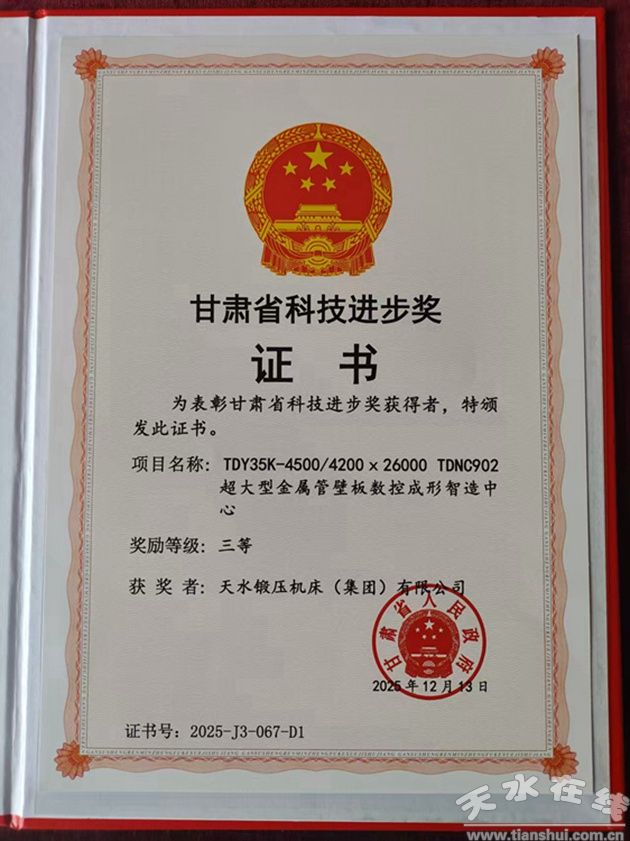 甘肃省科技进步奖
证书
为表彰甘肃省科技进步奖获得者，特颁
发此证书。
项目名称：TDY35K-4500/4200×26000 TDNC902
超大型金属管壁板数控成形智造中
心
奖励等级：三等
获奖者：天水锻压机床（集团）有限公司
甘肃省人民政府
2025年12月13日
证书号：2025-J3-067-D1
天水在线
www.tianshui.com.cn